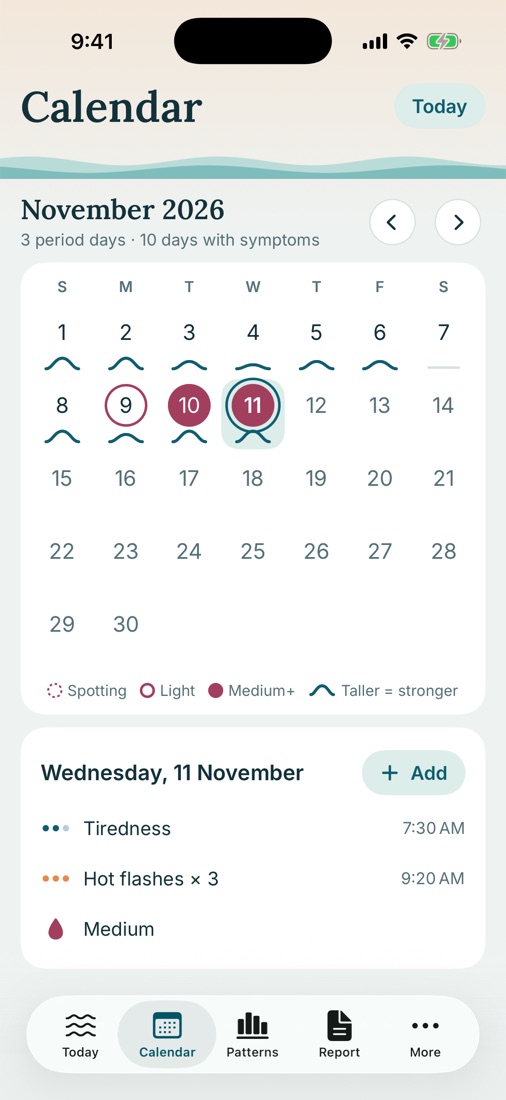 9:41
Calendar
Today
November 2026
3 period days · 10 days with symptoms
S M T W T F S
1 2 3 4 5 6 7
8 9 10 11 12 13 14
15 16 17 18 19 20 21
22 23 24 25 26 27 28
29 30
Spotting Light Medium+ Taller = stronger
Wednesday, 11 November
+ Add
Tiredness 7:30 AM
Hot flashes × 3 9:20 AM
Medium
Today Calendar Patterns Report More